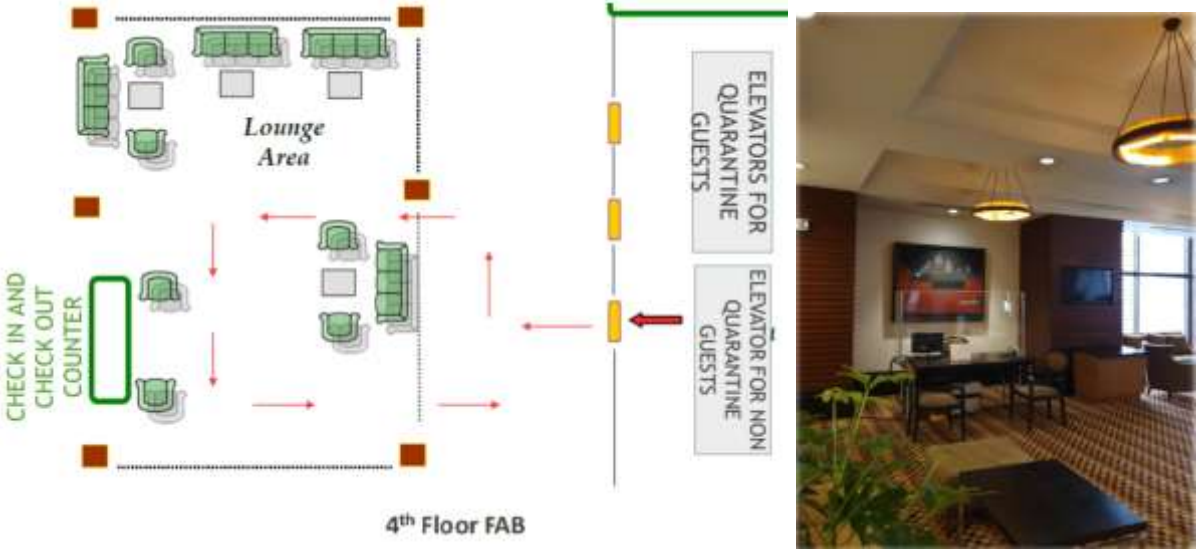 Lounge
Area
ELEVATORS FOR
QUARANTINE
GUESTS
ELEVATOR FOR NON
QUARANTINE
GUESTS
CHECK IN AND
CHECK OUT
COUNTER
4th Floor FAB